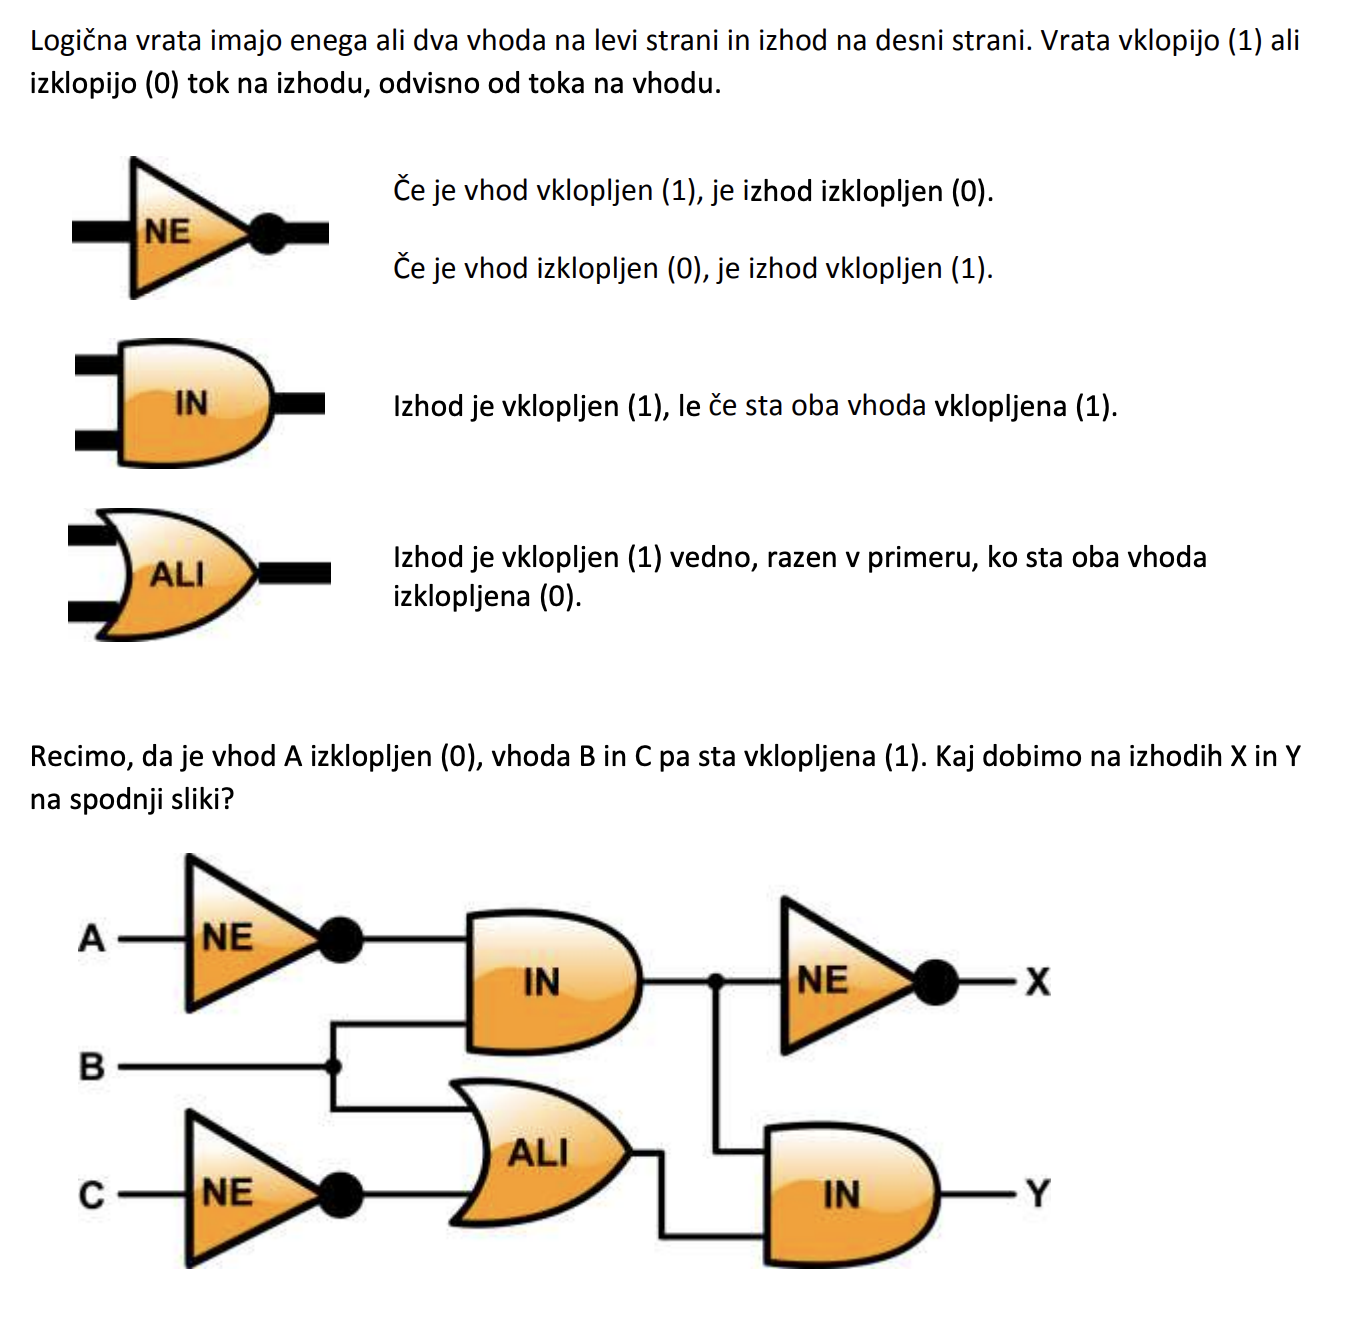 Logična vrata imajo enega ali dva vhoda na levi strani in izhod na desni strani. Vrata vklopijo (1) ali
izklopijo (0) tok na izhodu, odvisno od toka na vhodu.
NE
Če je vhod vklopljen (1), je izhod izklopljen (0).
Če je vhod izklopljen (0), je izhod vklopljen (1).
IN
Izhod je vklopljen (1), le če sta oba vhoda vklopljena (1).
ALI
Izhod je vklopljen (1) vedno, razen v primeru, ko sta oba vhoda
izklopljena (0).
Recimo, da je vhod A izklopljen (0), vhoda B in C pa sta vklopljena (1). Kaj dobimo na izhodih X in Y
na spodnji sliki?
A NE
IN
NE X
B
ALI
C NE
IN Y